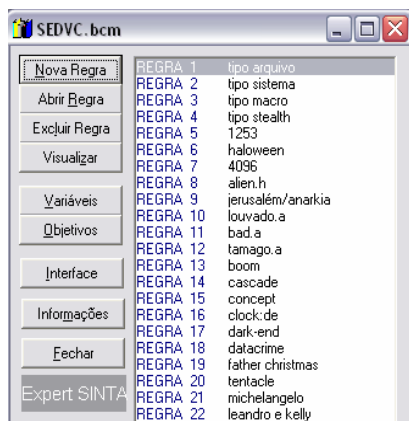 SEDVC.bcm
Nova Regra
Abrir Regra
Excluir Regra
Visualizar
Variáveis
Objetivos
Interface
Informações
Fechar
Expert SINTA
REGRA 1 tipo arquivo
REGRA 2 tipo sistema
REGRA 3 tipo macro
REGRA 4 tipo stealth
REGRA 5 1253
REGRA 6 haloween
REGRA 7 4096
REGRA 8 alien.h
REGRA 9 jerusalém/anarkia
REGRA 10 louvado.a
REGRA 11 bad.a
REGRA 12 tamago.a
REGRA 13 boom
REGRA 14 cascade
REGRA 15 concept
REGRA 16 clock:de
REGRA 17 dark-end
REGRA 18 datacrime
REGRA 19 father christmas
REGRA 20 tentacle
REGRA 21 michelangelo
REGRA 22 leandro e kelly